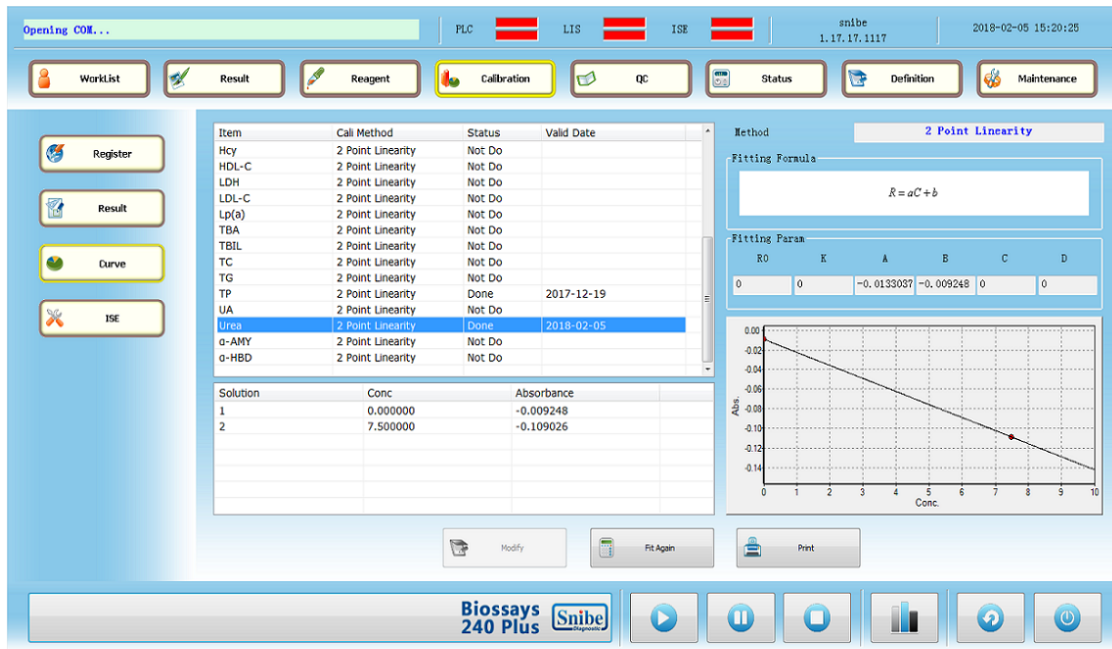 Opening COM...
PLC LIS ISE
snibe
1.17.17.1117
2018-02-05 15:20:25
WorkList Result Reagent Calibration QC Status Definition Maintenance
Register
Result
Curve
ISE
Item Cali Method Status Valid Date
Hcy 2 Point Linearity Not Do
HDL-C 2 Point Linearity Not Do
LDH 2 Point Linearity Not Do
LDL-C 2 Point Linearity Not Do
Lp(a) 2 Point Linearity Not Do
TBA 2 Point Linearity Not Do
TBIL 2 Point Linearity Not Do
TC 2 Point Linearity Not Do
TG 2 Point Linearity Not Do
TP 2 Point Linearity Done 2017-12-19
UA 2 Point Linearity Not Do
Urea 2 Point Linearity Done 2018-02-05
α-AMY 2 Point Linearity Not Do
α-HBD 2 Point Linearity Not Do
Solution Conc Absorbance
1 0.000000 -0.009248
2 7.500000 -0.109026
Method 2 Point Linearity
Fitting Formula
R=aC+b
Fitting Param
R0 K A B C D
0 0 -0.0133037 -0.009248 0 0
0.00
-0.02
-0.04
-0.06
-0.08
-0.10
-0.12
-0.14
Abs.
0 1 2 3 4 5 6 7 8 9 10
Conc.
Modify Fit Again Print
Biossays
240 Plus
Snibe
Diagnostic